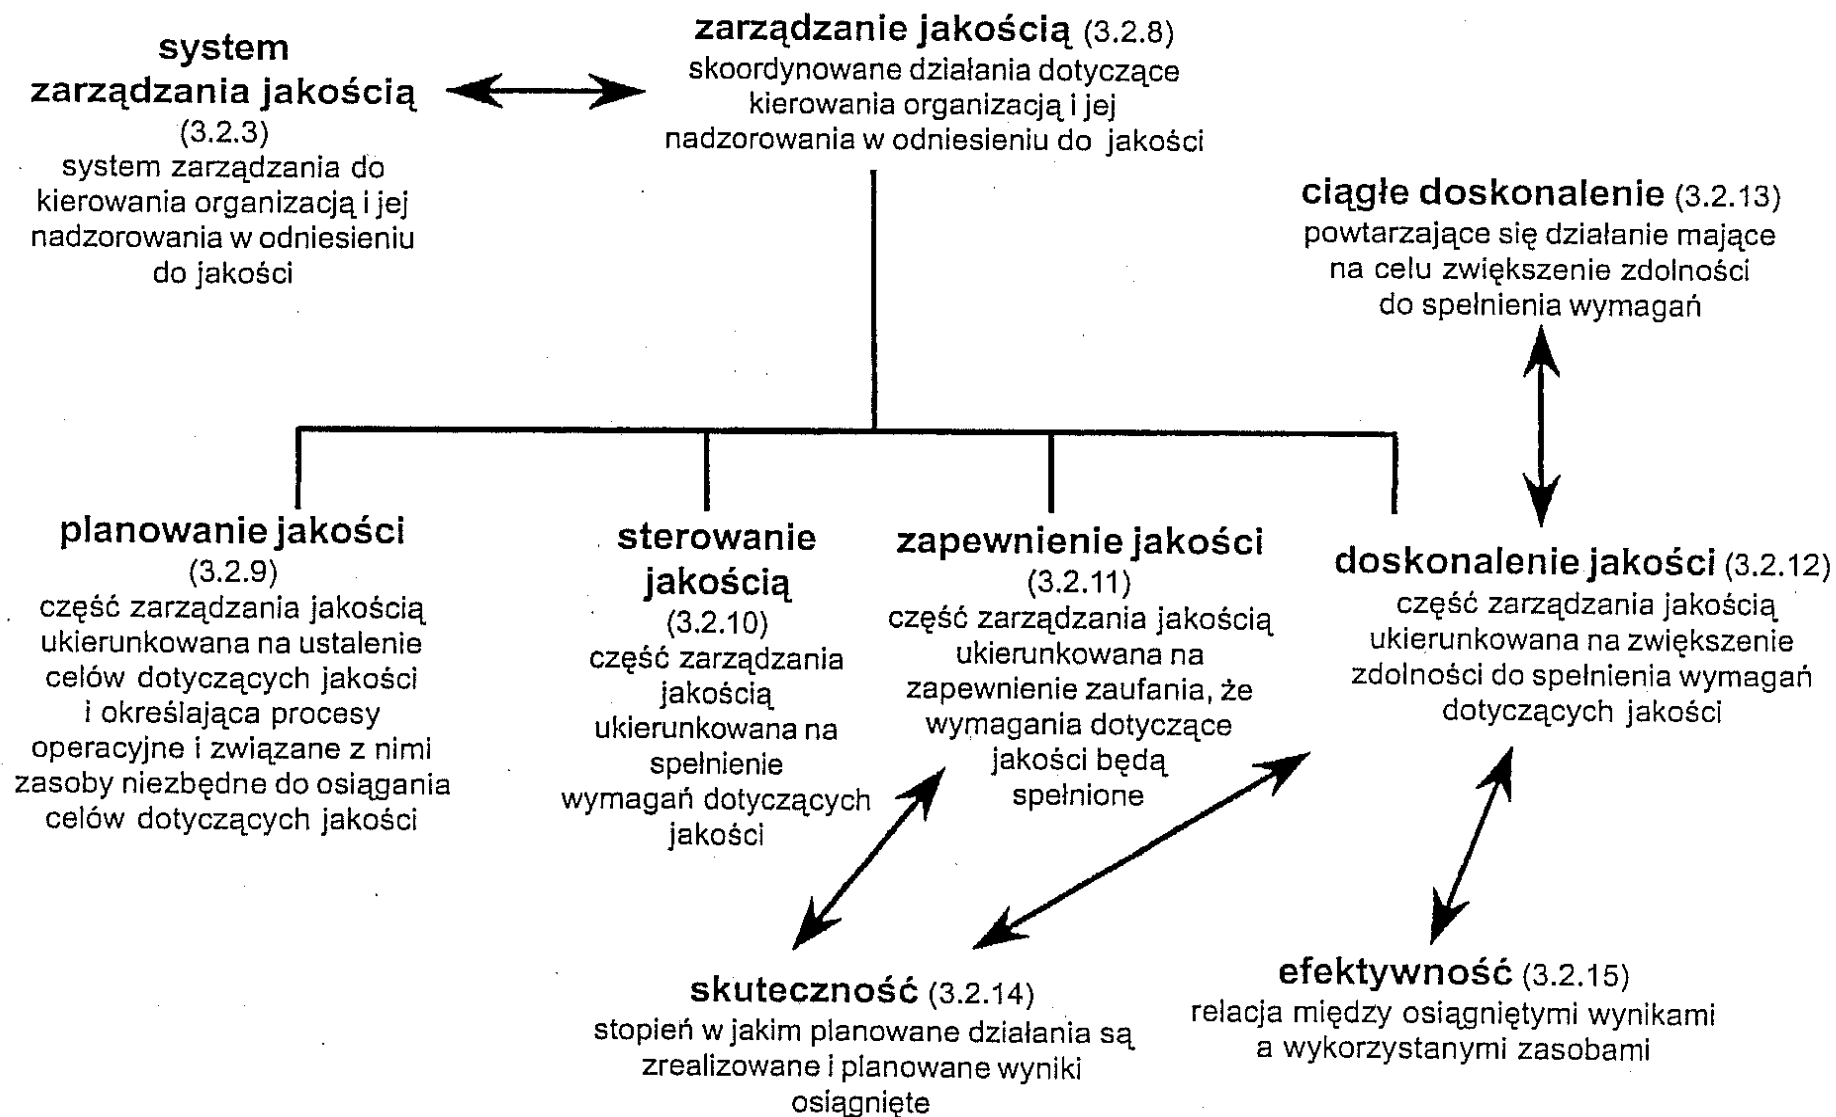 system
zarządzania jakością
(3.2.3)
system zarządzania do
kierowania organizacją i jej
nadzorowania w odniesieniu
do jakości
zarządzanie jakością (3.2.8)
skoordynowane działania dotyczące
kierowania organizacją i jej
nadzorowania w odniesieniu do jakości
ciągłe doskonalenie (3.2.13)
powtarzające się działanie mające
na celu zwiększenie zdolności
do spełnienia wymagań
planowanie jakości
(3.2.9)
część zarządzania jakością
ukierunkowana na ustalenie
celów dotyczących jakości
i określająca procesy
operacyjne i związane z nimi
zasoby niezbędne do osiągania
celów dotyczących jakości
sterowanie
jakością
(3.2.10)
część zarządzania
jakością
ukierunkowana na
spełnienie
wymagań dotyczących
jakości
zapewnienie jakości
(3.2.11)
część zarządzania jakością
ukierunkowana na
zapewnienie zaufania, że
wymagania dotyczące
jakości będą
spełnione
doskonalenie jakości (3.2.12)
część zarządzania jakością
ukierunkowana na zwiększenie
zdolności do spełnienia wymagań
dotyczących jakości
skuteczność (3.2.14)
stopień w jakim planowane działania są
zrealizowane i planowane wyniki
osiągnięte
efektywność (3.2.15)
relacja między osiągniętymi wynikami
a wykorzystanymi zasobami